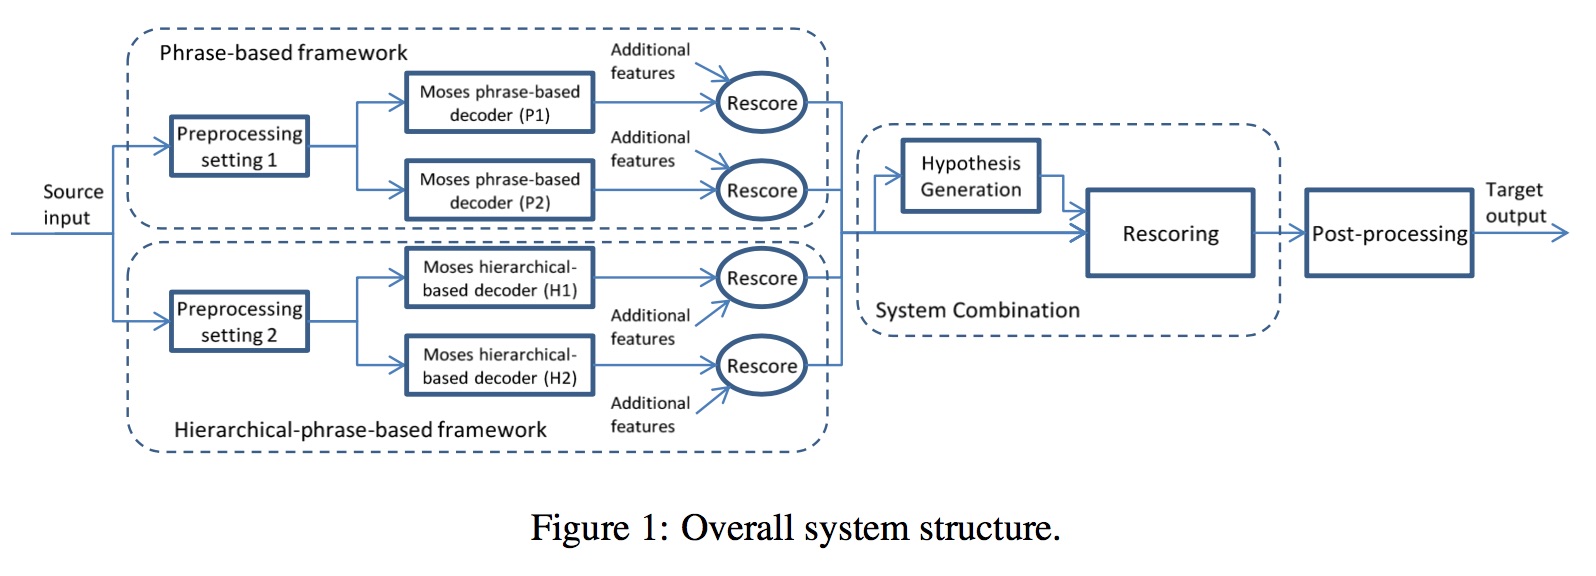 Phrase-based framework
Source
input
Preprocessing
setting 1
Moses phrase-based
decoder (P1)
Additional
features
Rescore
Moses phrase-based
decoder (P2)
Additional
features
Rescore
Preprocessing
setting 2
Moses hierarchical-
based decoder (H1)
Additional
features
Rescore
Moses hierarchical-
based decoder (H2)
Additional
features
Rescore
Hierarchical-phrase-based framework
Hypothesis
Generation
Rescoring
System Combination
Post-processing
Target
output
Figure 1: Overall system structure.